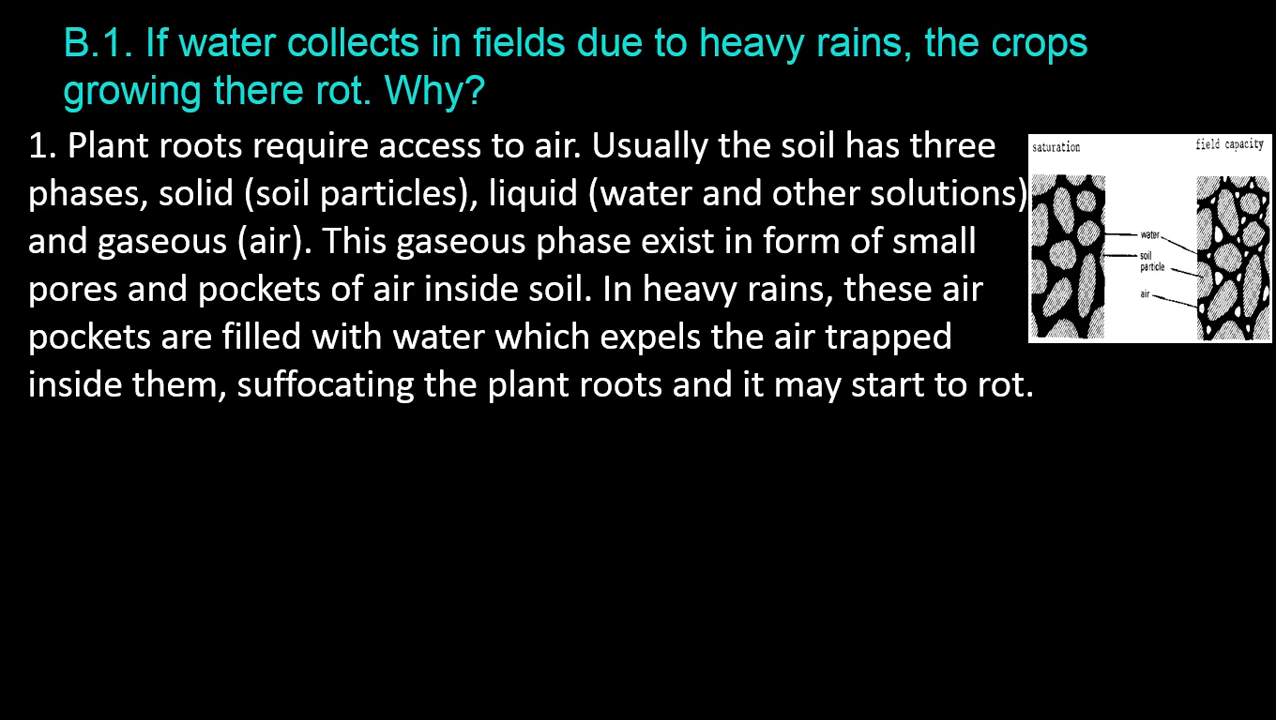 B.1. If water collects in fields due to heavy rains, the crops
growing there rot. Why?
1. Plant roots require access to air. Usually the soil has three
phases, solid (soil particles), liquid (water and other solutions)
and gaseous (air). This gaseous phase exist in form of small
pores and pockets of air inside soil. In heavy rains, these air
pockets are filled with water which expels the air trapped
inside them, suffocating the plant roots and it may start to rot.
saturation
field capacity
water
soil
particle
air